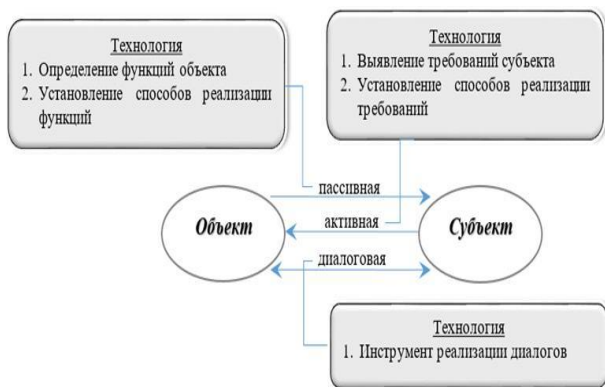 Технология
1. Определение функций объекта
2. Установление способов реализации
функций
Технология
1. Выявление требований субъекта
2. Установление способов реализации
требований
пассивная
Объект
активная
Субъект
диалоговая
Технология
1. Инструмент реализации диалогов